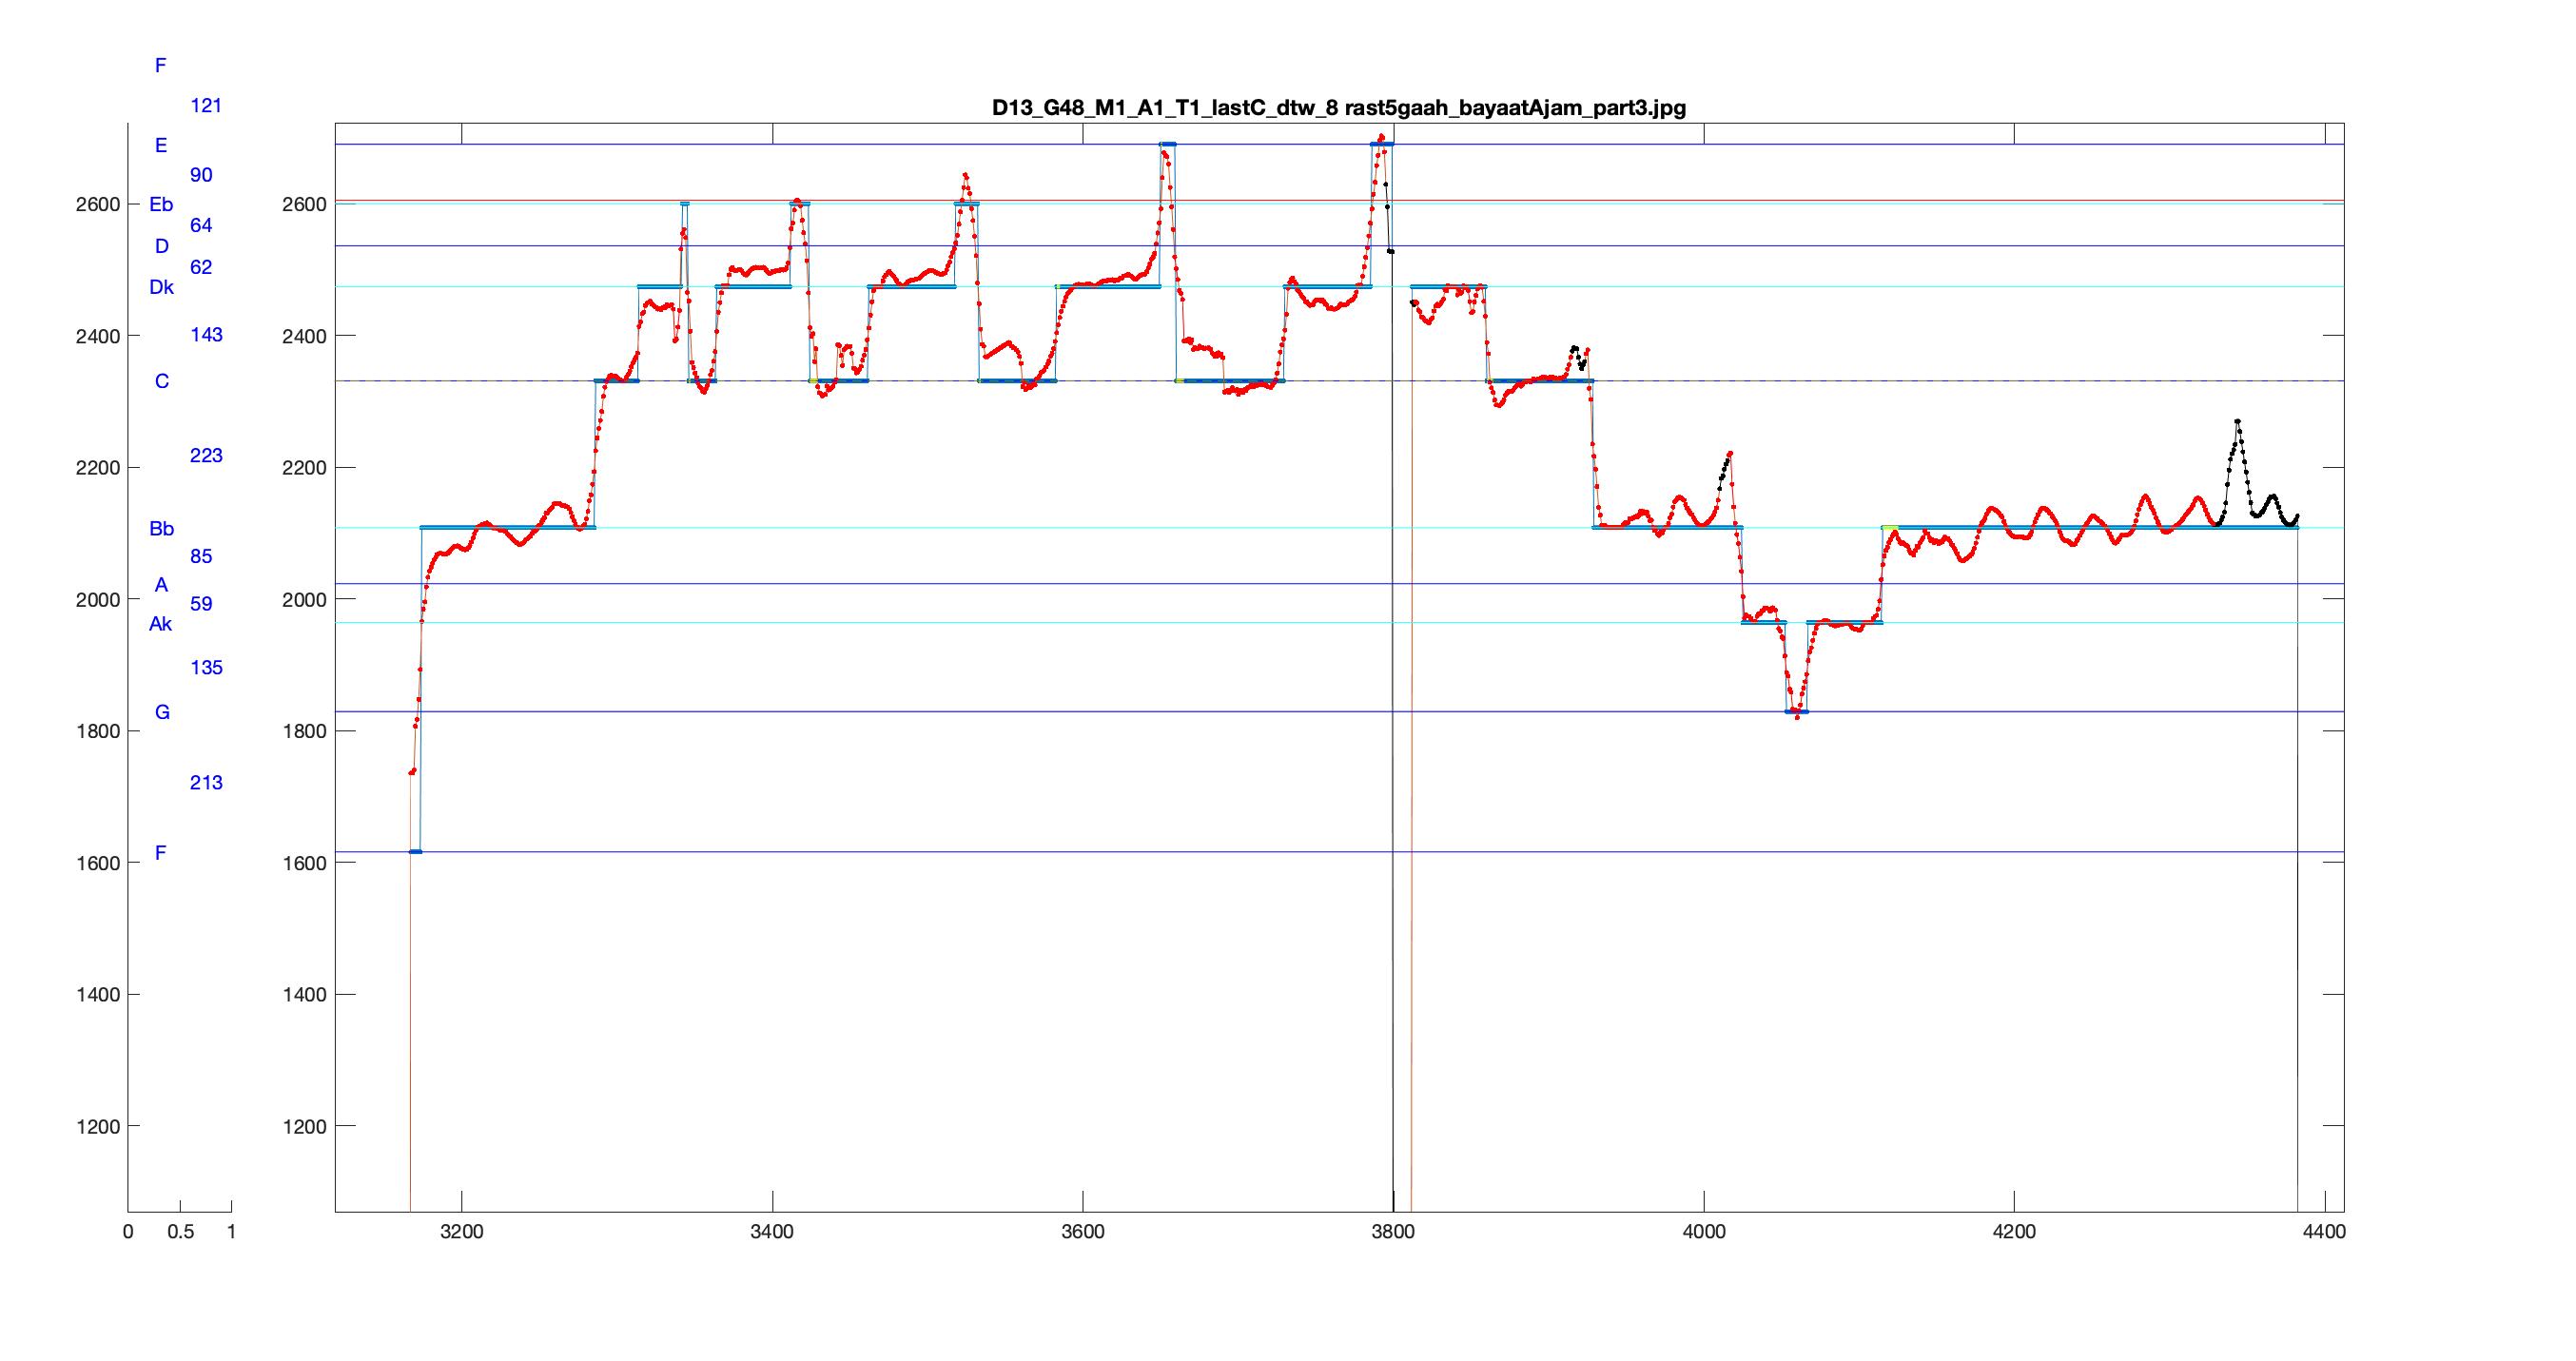 D13_G48_M1_A1_T1_lastC_dtw_8 rast5gaah_bayaatAjam_part3.jpg
F
121
E
90
2600 Eb 2600
64
D
62
Dk
2400 143 2400
C
2200 223 2200
Bb
85
A
2000 59 2000
Ak
135
G
1800 1800
213
1600 F 1600
1400 1400
1200 1200
0 0.5 1 3200 3400 3600 3800 4000 4200 4400